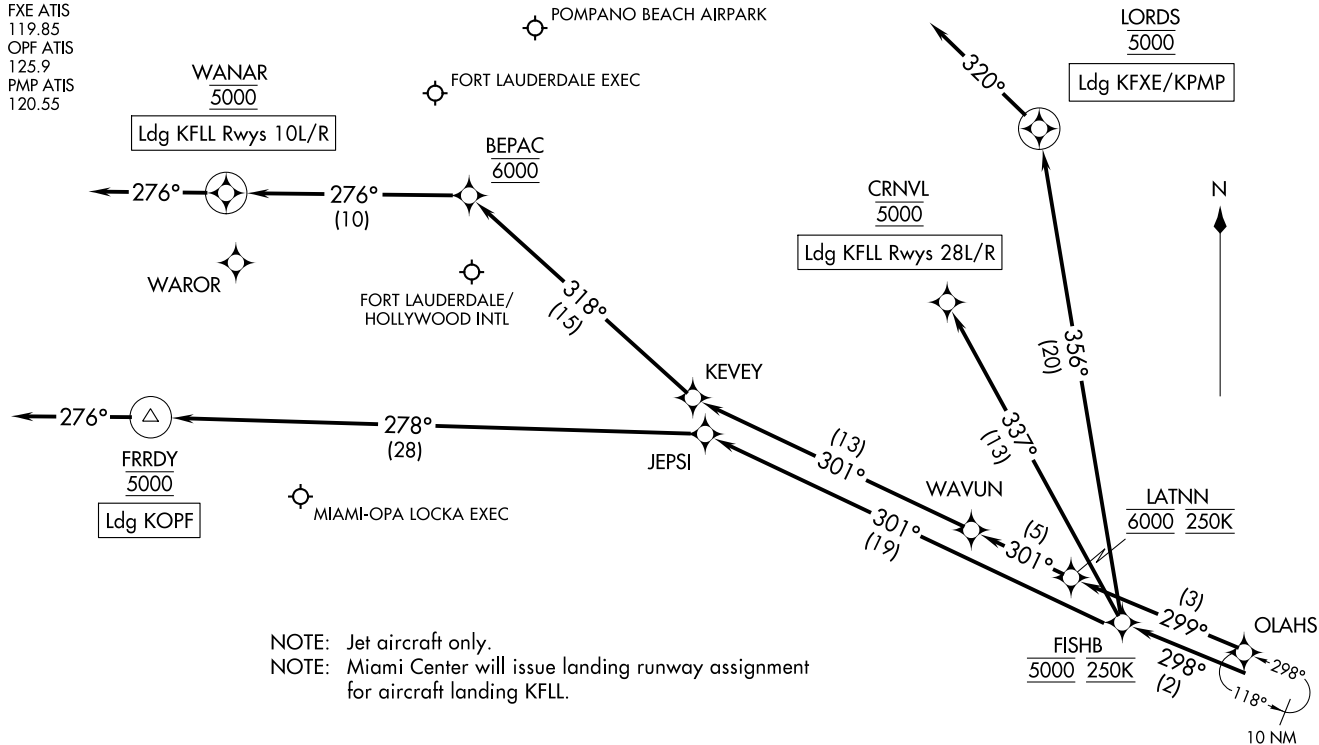 FXE ATIS
119.85
OPF ATIS
125.9
PMP ATIS
120.55
POMPANO BEACH AIRPARK
FORT LAUDERDALE EXEC
WANAR
5000
Ldg KFLL Rwys 10L/R
LORDS
5000
Ldg KFXE/KPMP
320°
BEPAC
6000
276°
276°
(10)
WAROR
FORT LAUDERDALE/
HOLLYWOOD INTL
318°
(15)
CRNVL
5000
Ldg KFLL Rwys 28L/R
N
356°
(20)
337°
(13)
KEVEY
JEPSI
276°
278°
(28)
FRRDY
5000
Ldg KOPF
MIAMI-OPA LOCKA EXEC
(13)
301°
WAVUN
301°
(19)
(5)
301°
LATNN
6000 250K
(3)
299°
OLAHS
FISHB
5000 250K
298°
(2)
298°
118°
10 NM
NOTE: Jet aircraft only.
NOTE: Miami Center will issue landing runway assignment
for aircraft landing KFLL.